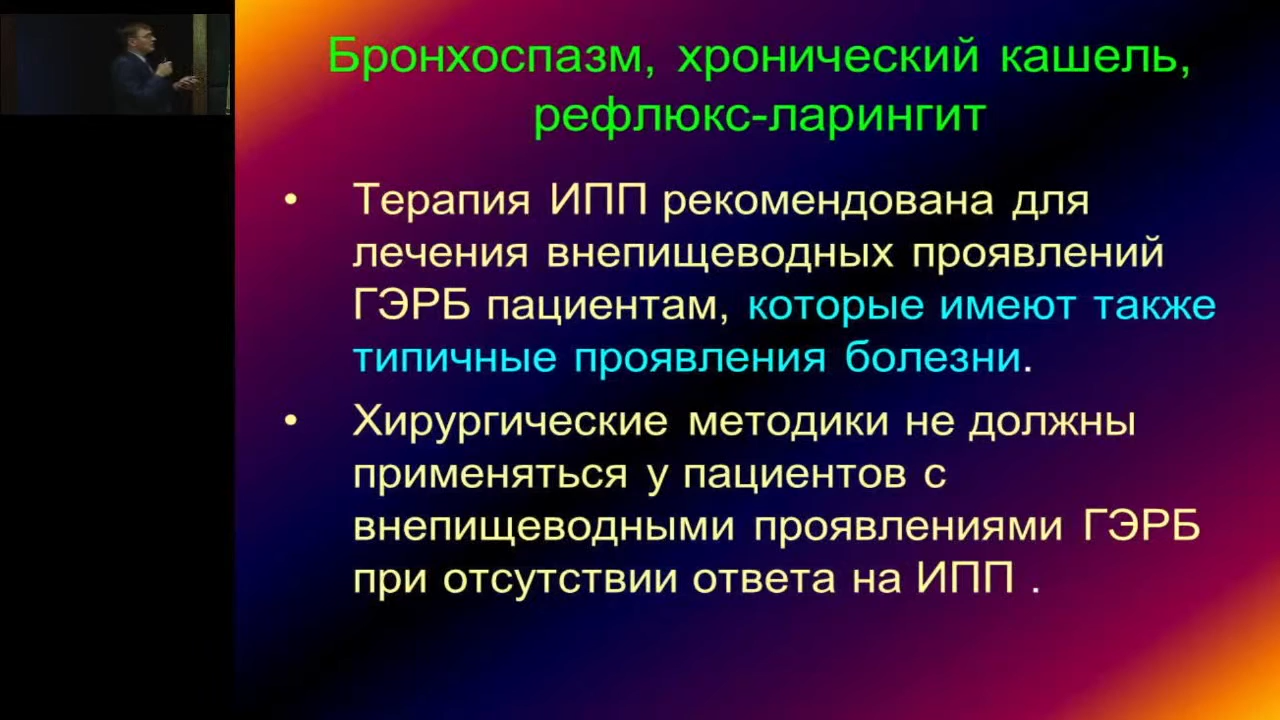 Бронхоспазм, хронический кашель,
рефлюкс-ларингит
• Терапия ИПП рекомендована для
лечения внепищеводных проявлений
ГЭРБ пациентам, которые имеют также
типичные проявления болезни.
• Хирургические методики не должны
применяться у пациентов с
внепищеводными проявлениями ГЭРБ
при отсутствии ответа на ИПП .